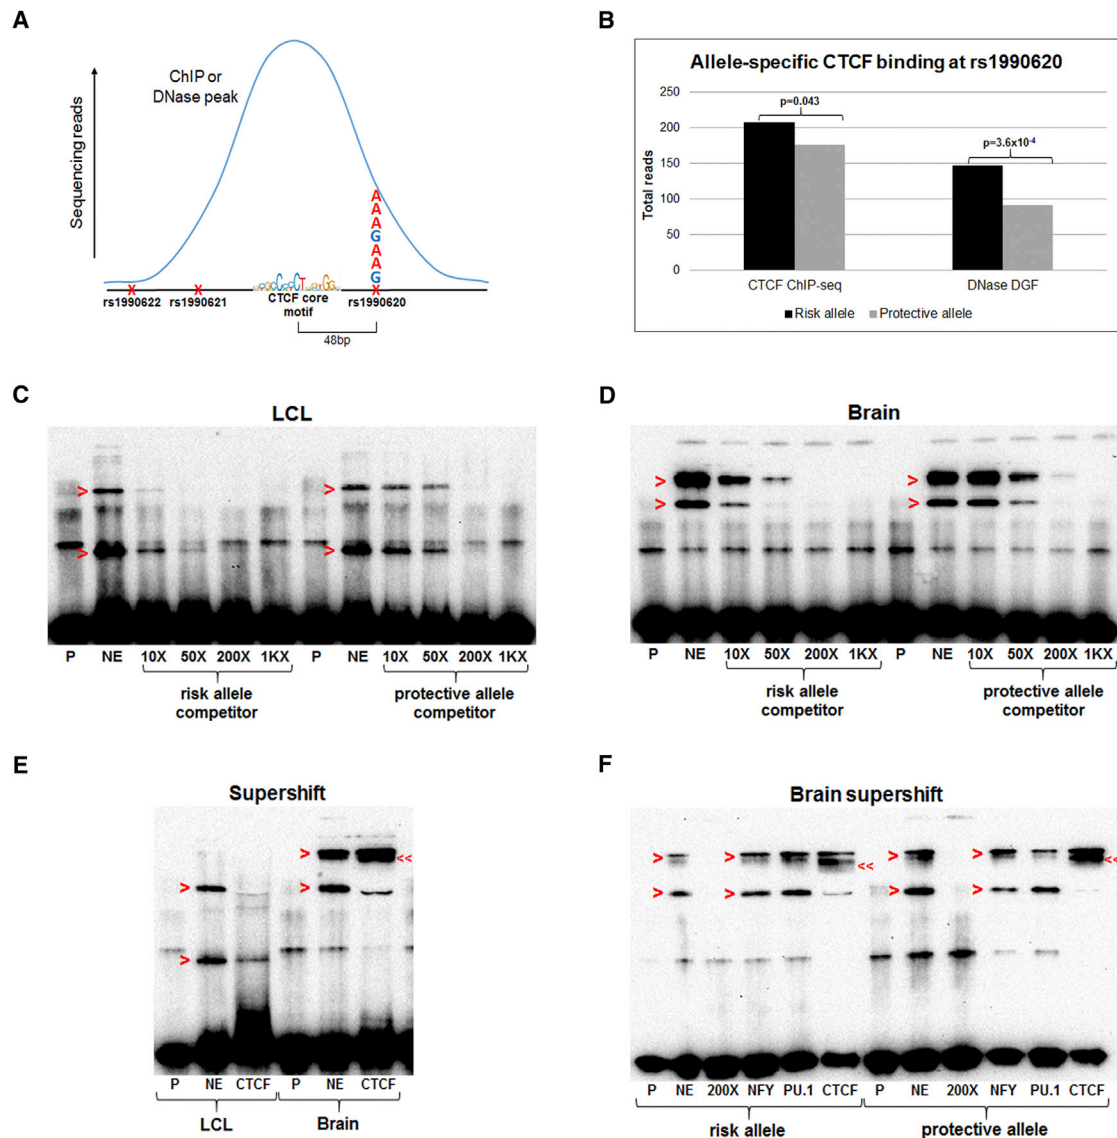 A
Sequencing reads
ChIP or
DNase peak
A
A
A
G
A
A
G
X
X
X
rs1990622
rs1990621
CTCF core
motif
rs1990620
48bp
B
Allele-specific CTCF binding at rs1990620
Total reads
250
200
150
100
50
0
p=0.043
p=3.6x10-4
CTCF ChIP-seq
DNase DGF
Risk allele
Protective allele
C
LCL
>
>
>
>
P NE 10X 50X 200X 1KX P NE 10X 50X 200X 1KX
risk allele
competitor
protective allele
competitor
D
Brain
>
>
>
>
P NE 10X 50X 200X 1KX P NE 10X 50X 200X 1KX
risk allele
competitor
protective allele
competitor
E
Supershift
> <<
> >
>
P NE CTCF P NE CTCF
LCL Brain
F
Brain supershift
> > << > > <<
> > > >
P NE 200X NFY PU.1 CTCF P NE 200X NFY PU.1 CTCF
risk allele
protective allele